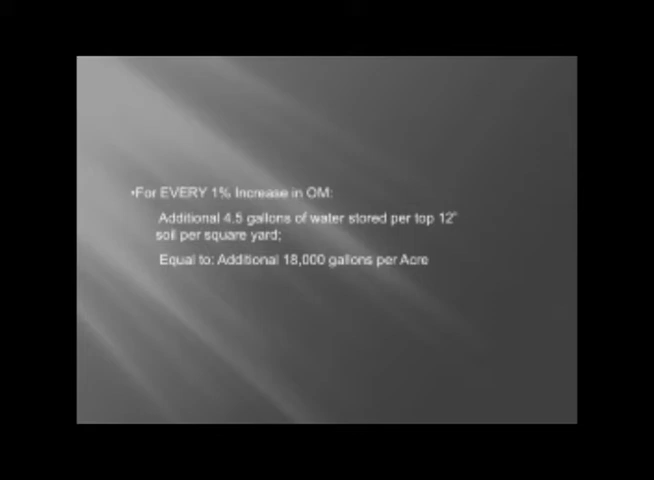 •For EVERY 1% Increase in OM:
Additional 4.5 gallons of water stored per top 12"
soil per square yard;
Equal to: Additional 18,000 gallons per Acre